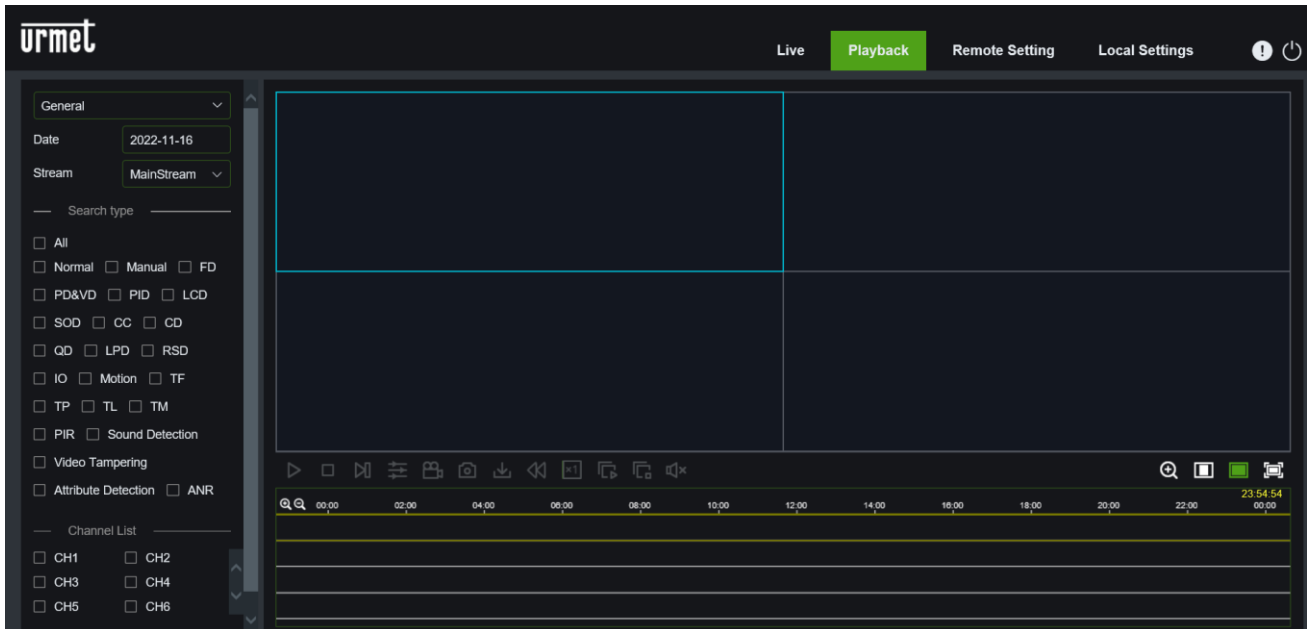 urmet
Live Playback Remote Setting Local Settings
General
Date 2022-11-16
Stream MainStream
Search type
All
Normal Manual FD
PD&VD PID LCD
SOD CC CD
QD LPD RSD
IO Motion TF
TP TL TM
PIR Sound Detection
Video Tampering
Attribute Detection ANR
Channel List
CH1 CH2
CH3 CH4
CH5 CH6
×1
23:54:54
00:00 02:00 04:00 06:00 08:00 10:00 12:00 14:00 16:00 18:00 20:00 22:00 00:00